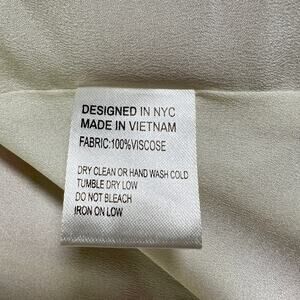 DESIGNED IN NYC
MADE IN VIETNAM
FABRIC:100%VISCOSE
DRY CLEAN OR HAND WASH COLD
TUMBLE DRY LOW
DO NOT BLEACH
IRON ON LOW